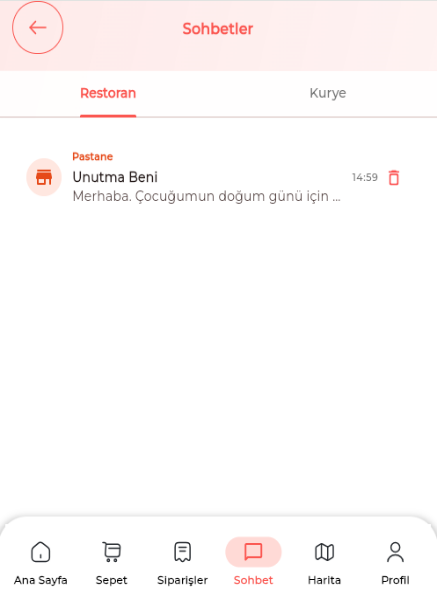 Sohbetler
Restoran Kurye
Pastane
Unutma Beni
14:59
Merhaba. Çocuğumun doğum günü için ...
Ana Sayfa Sepet Siparişler Sohbet Harita Profil